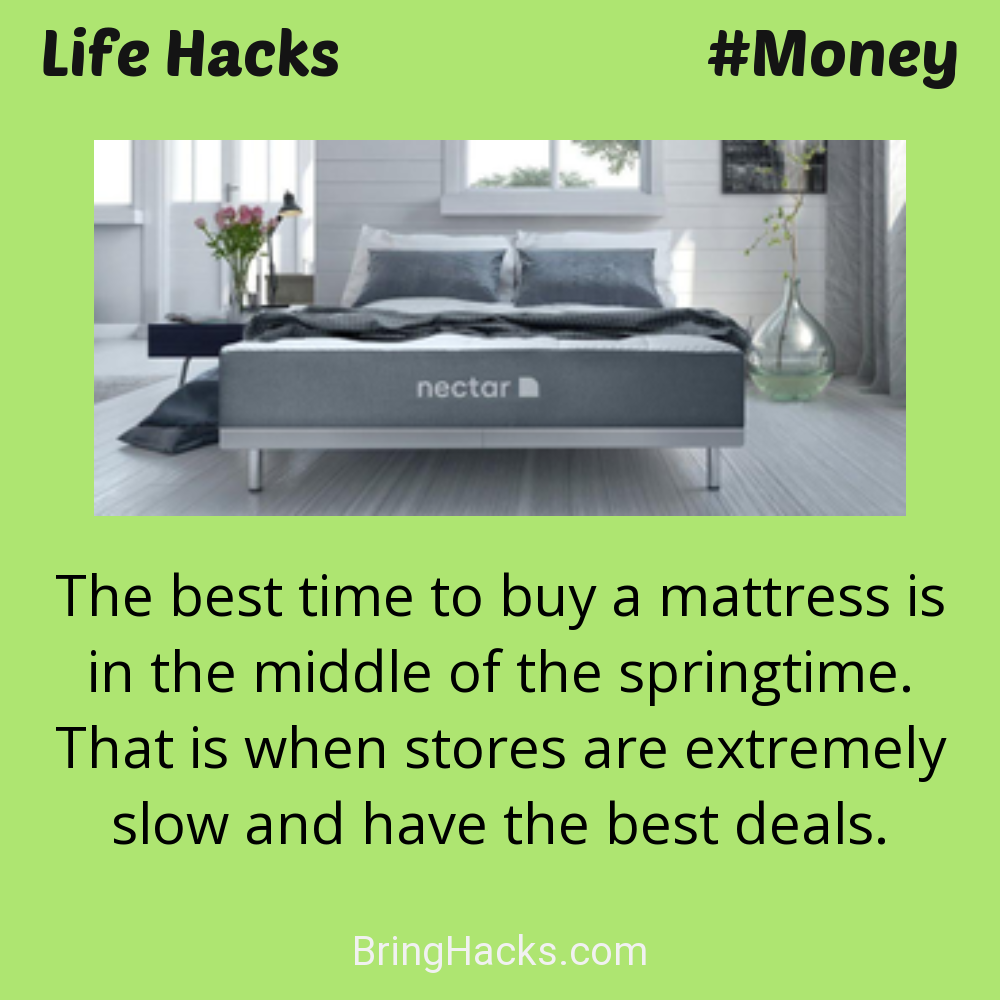 Life Hacks
#Money
nectar
The best time to buy a mattress is
in the middle of the springtime.
That is when stores are extremely
slow and have the best deals.
BringHacks.com